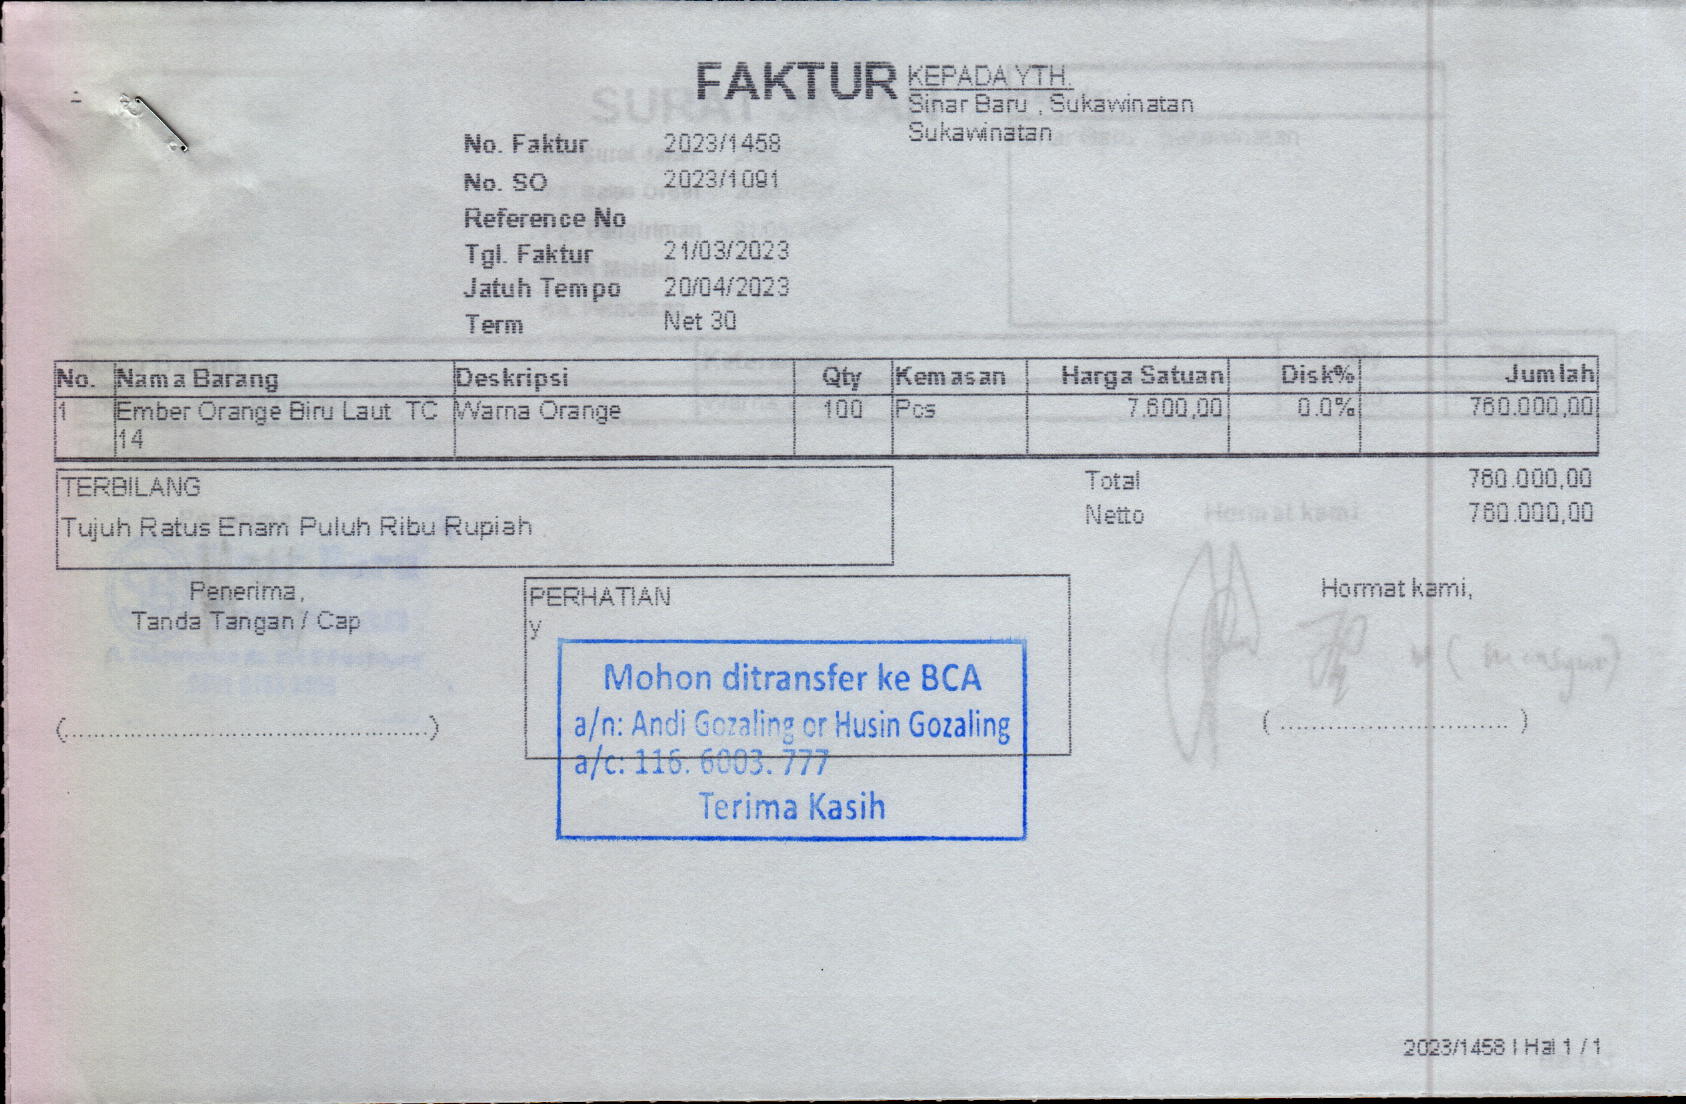 FAKTUR
KEPADA YTH.
Sinar Baru , Sukawinatan
Sukawinatan
No. Faktur 2023/1458
No. SO 2023/1091
Reference No
Tgl. Faktur 21/03/2023
Jatuh Tempo 20/04/2023
Term Net 30
No. Nama Barang Deskripsi Qty Kemasan Harga Satuan Disk% Jumlah
1 Ember Orange Biru Laut TC Warna Orange 100 Pcs 7.600,00 0.0% 760.000,00
14
TERBILANG
Tujuh Ratus Enam Puluh Ribu Rupiah
Total 760.000,00
Netto 760.000,00
Penerima,
Tanda Tangan / Cap
(...............................................)
PERHATIAN
y
Mohon ditransfer ke BCA
a/n: Andi Gozaling or Husin Gozaling
a/c: 116. 6003. 777
Terima Kasih
Hormat kami,
( .............................. )
SURAT JALAN
Hormat kami
2023/1458 | Hal 1 / 1